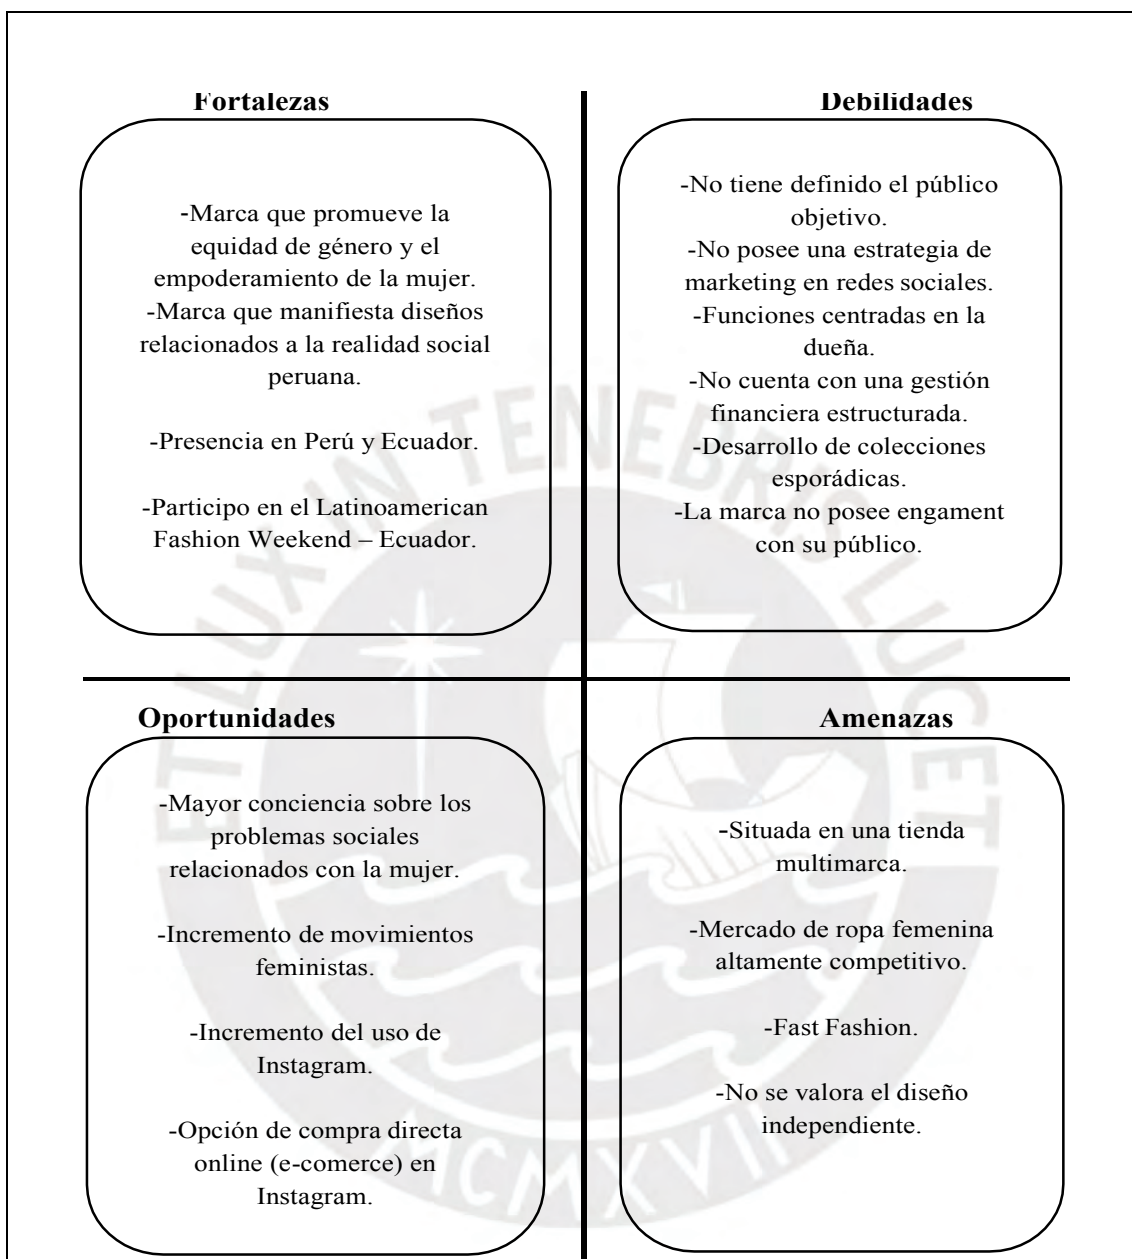 Fortalezas
-Marca que promueve la
equidad de género y el
empoderamiento de la mujer.
-Marca que manifiesta diseños
relacionados a la realidad social
peruana.
-Presencia en Perú y Ecuador.
-Participo en el Latinoamerican
Fashion Weekend – Ecuador.
Debilidades
-No tiene definido el público
objetivo.
-No posee una estrategia de
marketing en redes sociales.
-Funciones centradas en la
dueña.
-No cuenta con una gestión
financiera estructurada.
-Desarrollo de colecciones
esporádicas.
-La marca no posee engament
con su público.
Oportunidades
-Mayor conciencia sobre los
problemas sociales
relacionados con la mujer.
-Incremento de movimientos
feministas.
-Incremento del uso de
Instagram.
-Opción de compra directa
online (e-comerce) en
Instagram.
Amenazas
-Situada en una tienda
multimarca.
-Mercado de ropa femenina
altamente competitivo.
-Fast Fashion.
-No se valora el diseño
independiente.
ET LUX IN TENEBRIS LUCET
MCMXVII